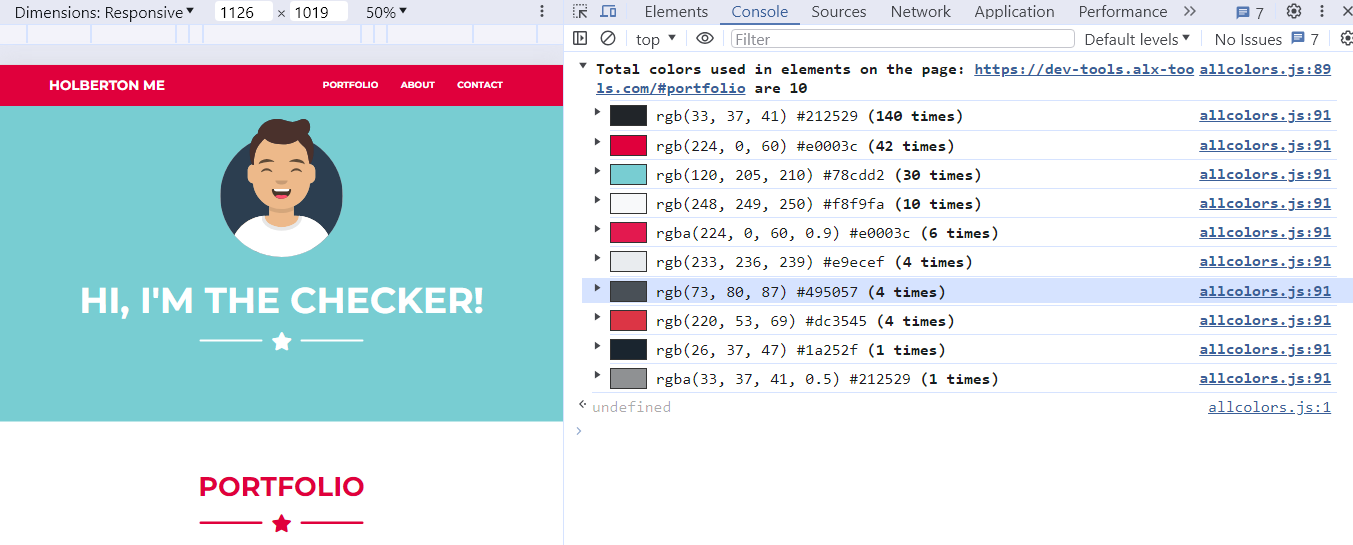 Dimensions: Responsive 1126 × 1019 50%
HOLBERTON ME PORTFOLIO ABOUT CONTACT
HI, I'M THE CHECKER!
PORTFOLIO
Elements Console Sources Network Application Performance 7
top Filter Default levels No Issues 7
Total colors used in elements on the page: https://dev-tools.alx-too allcolors.js:89
ls.com/#portfolio are 10
rgb(33, 37, 41) #212529 (140 times) allcolors.js:91
rgb(224, 0, 60) #e0003c (42 times) allcolors.js:91
rgb(120, 205, 210) #78cdd2 (30 times) allcolors.js:91
rgb(248, 249, 250) #f8f9fa (10 times) allcolors.js:91
rgba(224, 0, 60, 0.9) #e0003c (6 times) allcolors.js:91
rgb(233, 236, 239) #e9ecef (4 times) allcolors.js:91
rgb(73, 80, 87) #495057 (4 times) allcolors.js:91
rgb(220, 53, 69) #dc3545 (4 times) allcolors.js:91
rgb(26, 37, 47) #1a252f (1 times) allcolors.js:91
rgba(33, 37, 41, 0.5) #212529 (1 times) allcolors.js:91
undefined allcolors.js:1